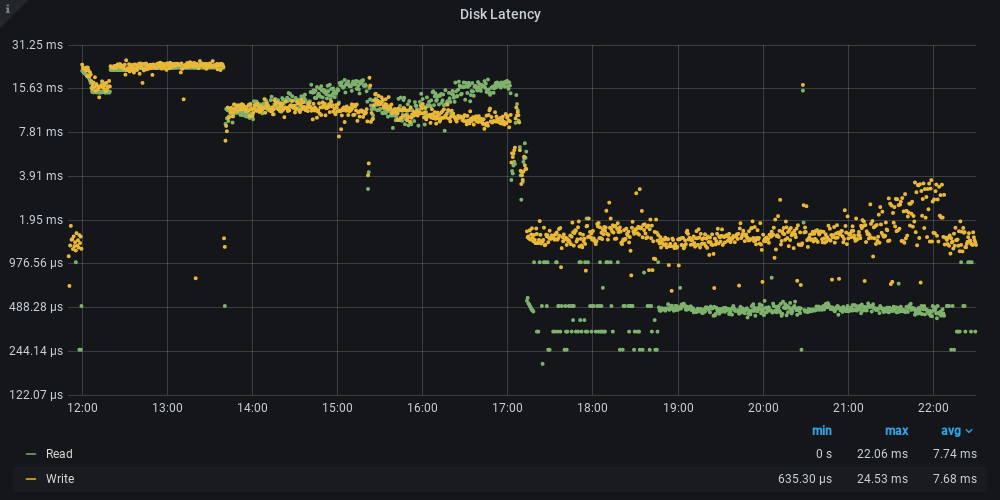 i
Disk Latency
31.25 ms
15.63 ms
7.81 ms
3.91 ms
1.95 ms
976.56 µs
488.28 µs
244.14 µs
122.07 µs
12:00 13:00 14:00 15:00 16:00 17:00 18:00 19:00 20:00 21:00 22:00
min max avg
Read 0 s 22.06 ms 7.74 ms
Write 635.30 µs 24.53 ms 7.68 ms